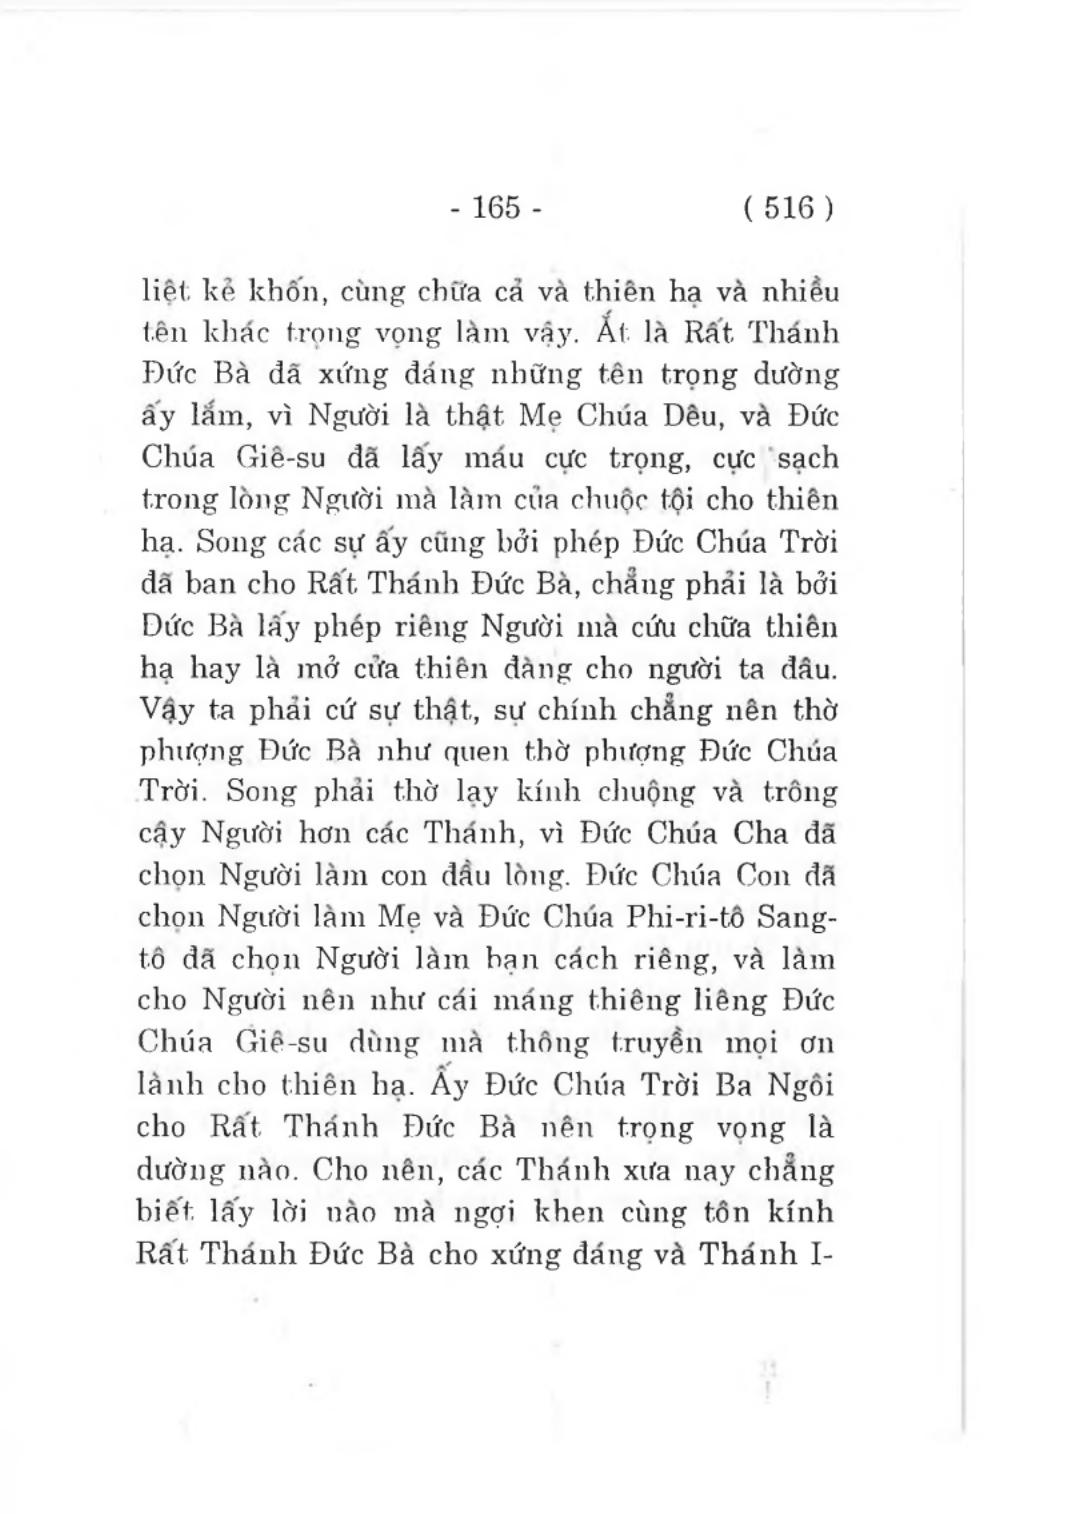 - 165 - ( 516 )
liệt kẻ khốn, cùng chữa cả và thiên hạ và nhiều
tên khác trọng vọng làm vậy. Ắt là Rất Thánh
Đức Bà đã xứng đáng những tên trọng dường
ấy lắm, vì Người là thật Mẹ Chúa Dêu, và Đức
Chúa Giê-su đã lấy máu cực trọng, cực sạch
trong lòng Người mà làm của chuộc tội cho thiên
hạ. Song các sự ấy cũng bởi phép Đức Chúa Trời
đã ban cho Rất Thánh Đức Bà, chẳng phải là bởi
Đức Bà lấy phép riêng Người mà cứu chữa thiên
hạ hay là mở cửa thiên đàng cho người ta đâu.
Vậy ta phải cứ sự thật, sự chính chẳng nên thờ
phượng Đức Bà như quen thờ phượng Đức Chúa
Trời. Song phải thờ lạy kính chuộng và trông
cậy Người hơn các Thánh, vì Đức Chúa Cha đã
chọn Người làm con đầu lòng. Đức Chúa Con đã
chọn Người làm Mẹ và Đức Chúa Phi-ri-tô Sang-
tô đã chọn Người làm bạn cách riêng, và làm
cho Người nên như cái máng thiêng liêng Đức
Chúa Giê-su dùng mà thông truyền mọi ơn
lành cho thiên hạ. Ấy Đức Chúa Trời Ba Ngôi
cho Rất Thánh Đức Bà nên trọng vọng là
dường nào. Cho nên, các Thánh xưa nay chẳng
biết lấy lời nào mà ngợi khen cùng tôn kính
Rất Thánh Đức Bà cho xứng đáng và Thánh I-